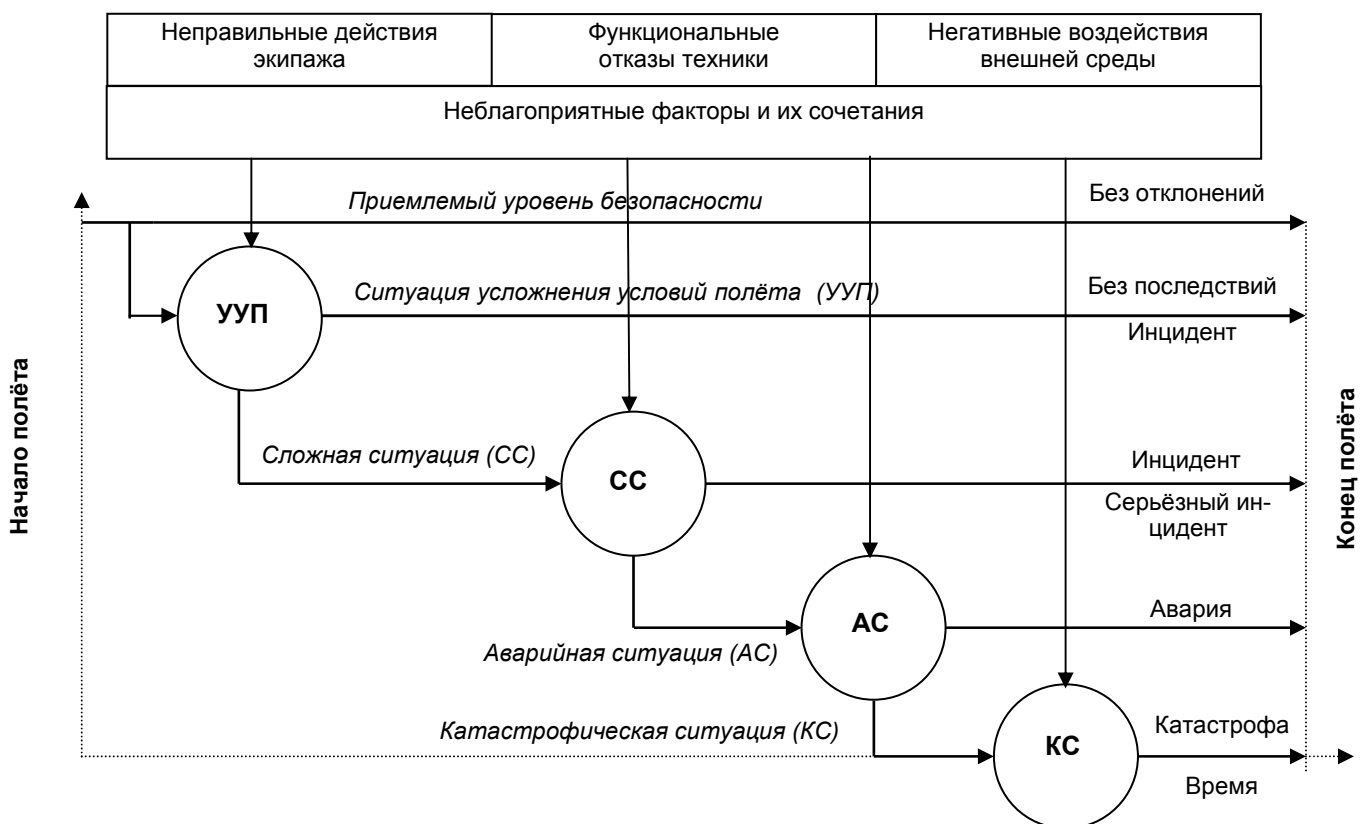 Неправильные действия
экипажа
Функциональные
отказы техники
Негативные воздействия
внешней среды
Неблагоприятные факторы и их сочетания
Приемлемый уровень безопасности
Без отклонений
УУП
Ситуация усложнения условий полёта (УУП)
Без последствий
Инцидент
Начало полёта
Сложная ситуация (СС)
СС
Инцидент
Серьёзный ин-
цидент
Конец полёта
Аварийная ситуация (АС)
АС
Авария
Катастрофическая ситуация (КС)
КС
Катастрофа
Время